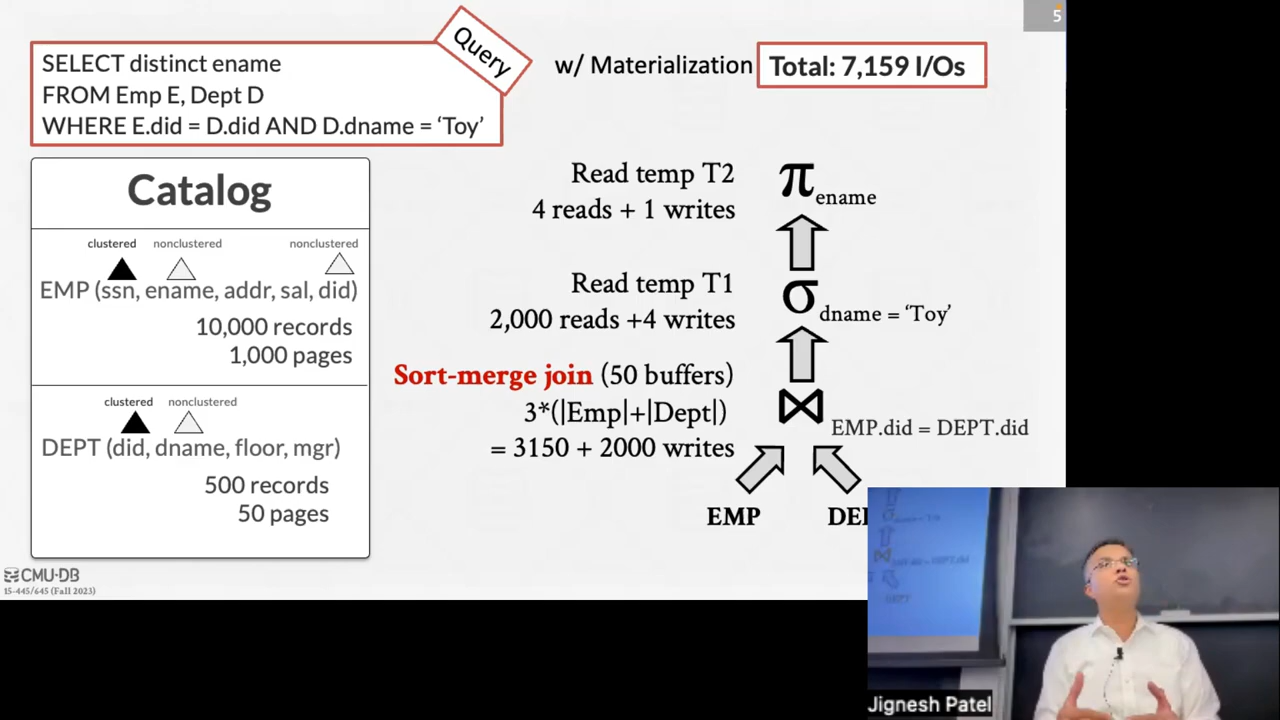 5
SELECT distinct ename
FROM Emp E, Dept D
WHERE E.did = D.did AND D.dname = ‘Toy’
Query
w/ Materialization
Total: 7,159 I/Os
Catalog
clustered nonclustered nonclustered
EMP (ssn, ename, addr, sal, did)
10,000 records
1,000 pages
clustered nonclustered
DEPT (did, dname, floor, mgr)
500 records
50 pages
Read temp T2
4 reads + 1 writes
π ename
Read temp T1
2,000 reads +4 writes
σ dname = ‘Toy’
Sort-merge join (50 buffers)
3*(|Emp|+|Dept|)
= 3150 + 2000 writes
⋈ EMP.did = DEPT.did
EMP
CMU·DB
15-445/645 (Fall 2023)
DEPT
Jignesh Patel